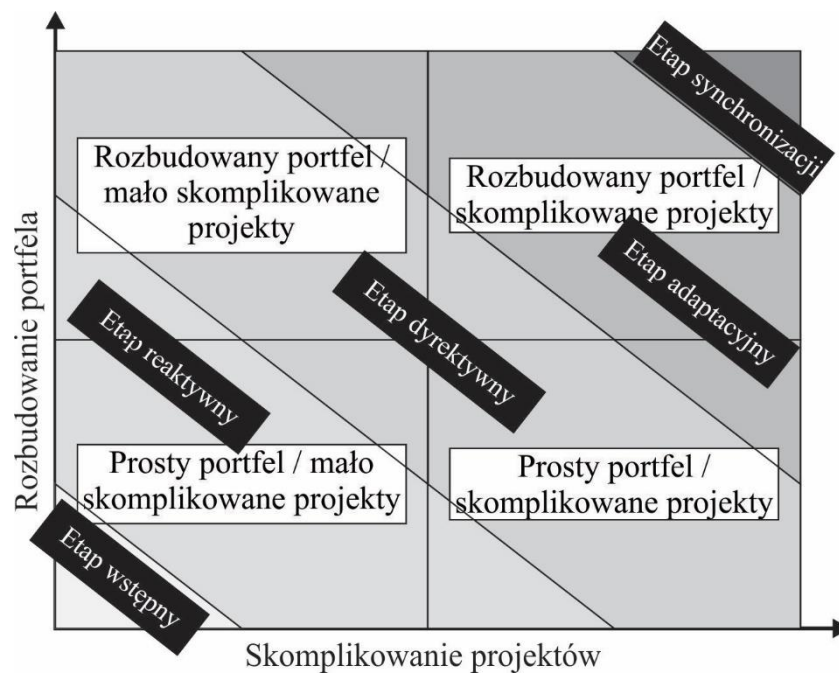 Etap synchronizacji
Rozbudowany portfel /
mało skomplikowane
projekty
Rozbudowany portfel /
skomplikowane projekty
Etap reaktywny
Etap dyrektywny
Etap adaptacyjny
Prosty portfel / mało
skomplikowane projekty
Prosty portfel /
skomplikowane projekty
Etap wstępny
Rozbudowanie portfela
Skomplikowanie projektów